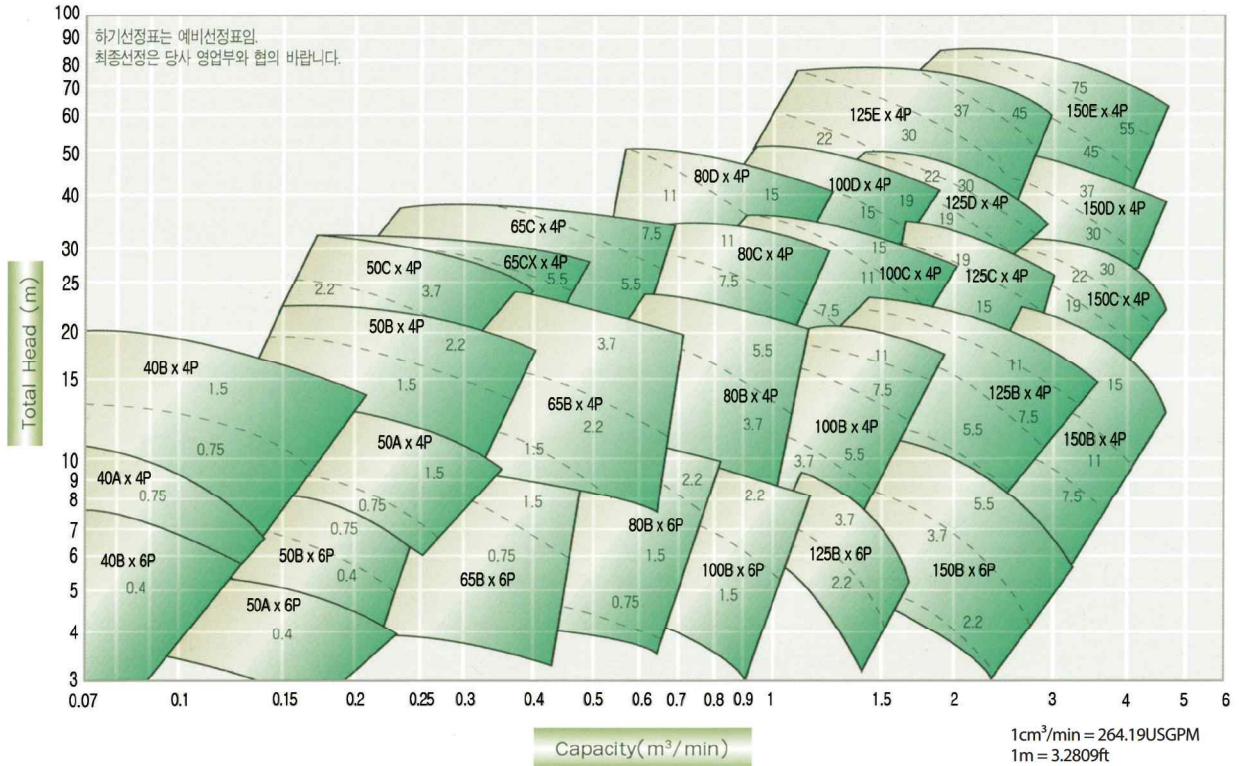 100
90
80
70
60
50
40
30
25
20
15
10
9
8
7
6
5
4
3
Total Head (m)
하기선정표는 예비선정표임.
최종선정은 당사 영업부와 협의 바랍니다.
75
150E x 4P
55
45
37
45
125E x 4P
30
22
80D x 4P
11
15
100D x 4P
15
19
22
30
125D x 4P
19
37
150D x 4P
30
65C x 4P
7.5
5.5
65CX x 4P
5.5
50C x 4P
2.2
3.7
11
80C x 4P
7.5
15
100C x 4P
11
7.5
19
125C x 4P
15
30
22
150C x 4P
19
50B x 4P
2.2
1.5
40B x 4P
1.5
0.75
3.7
65B x 4P
2.2
1.5
5.5
80B x 4P
3.7
11
7.5
100B x 4P
5.5
3.7
11
125B x 4P
7.5
5.5
15
150B x 4P
11
7.5
40A x 4P
0.75
50A x 4P
1.5
0.75
40B x 6P
0.4
0.75
50B x 6P
0.4
50A x 6P
0.4
1.5
0.75
65B x 6P
2.2
80B x 6P
1.5
0.75
2.2
100B x 6P
1.5
3.7
125B x 6P
2.2
5.5
3.7
150B x 6P
2.2
0.07 0.1 0.15 0.2 0.25 0.3 0.4 0.5 0.6 0.7 0.8 0.9 1 1.5 2 3 4 5 6
Capacity(m³/min)
1cm³/min = 264.19USGPM
1m = 3.2809ft